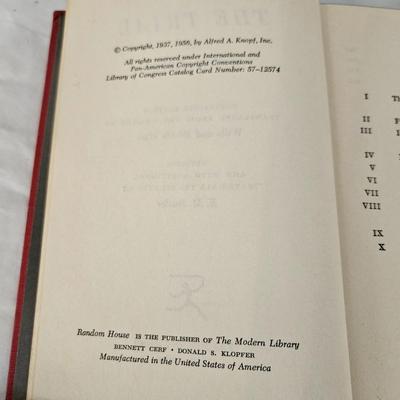 © Copyright, 1937, 1956, by Alfred A. Knopf, Inc.
All rights reserved under International and
Pan-American Copyright Conventions
Library of Congress Catalog Card Number: 57–12574
Random House IS THE PUBLISHER OF The Modern Library
BENNETT CERF · DONALD S. KLOPFER
Manufactured in the United States of America
I
II
III
IV
V
VI
VII
VIII
IX
X